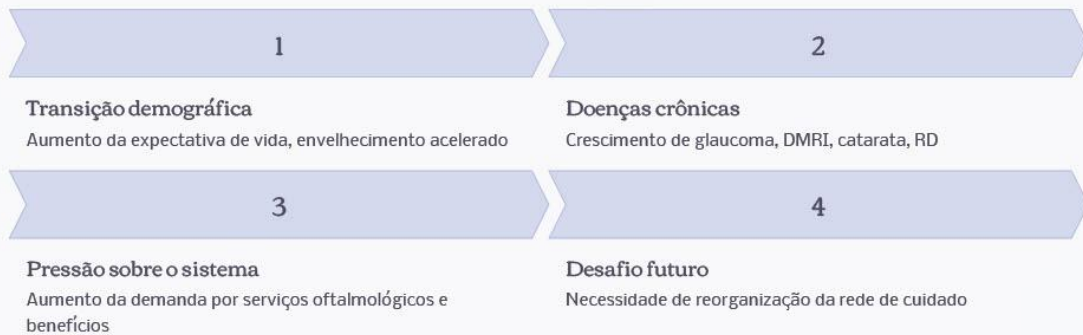 1
Transição demográfica
Aumento da expectativa de vida, envelhecimento acelerado
2
Doenças crônicas
Crescimento de glaucoma, DMRI, catarata, RD
3
Pressão sobre o sistema
Aumento da demanda por serviços oftalmológicos e
benefícios
4
Desafio futuro
Necessidade de reorganização da rede de cuidado